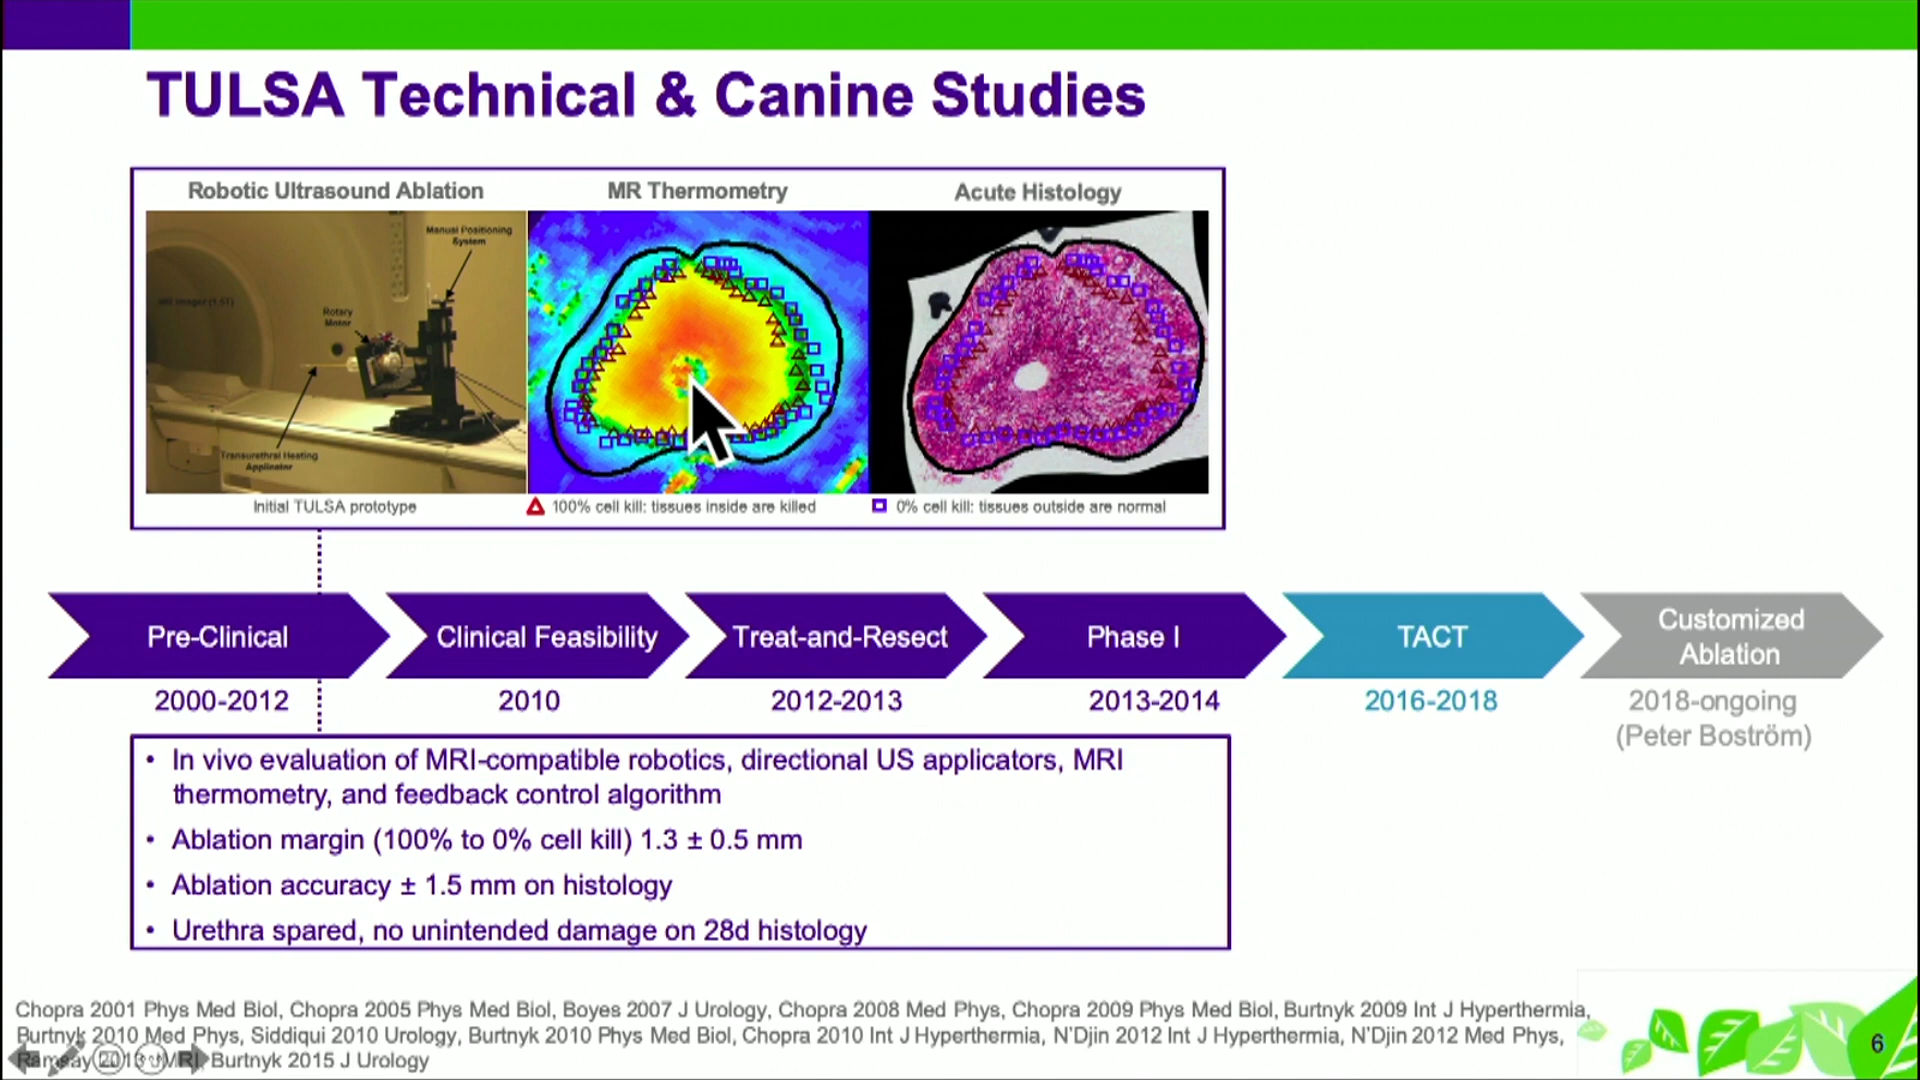 TULSA Technical & Canine Studies
Robotic Ultrasound Ablation
MR Thermometry
Acute Histology
Manual Positioning
System
Rotary
Motor
Transurethral Heating
Applicator
Initial TULSA prototype
100% cell kill: tissues inside are killed
0% cell kill: tissues outside are normal
Pre-Clinical
Clinical Feasibility
Treat-and-Resect
Phase I
TACT
Customized
Ablation
2000-2012
2010
2012-2013
2013-2014
2016-2018
2018-ongoing
(Peter Boström)
• In vivo evaluation of MRI-compatible robotics, directional US applicators, MRI
thermometry, and feedback control algorithm
• Ablation margin (100% to 0% cell kill) 1.3 ± 0.5 mm
• Ablation accuracy ± 1.5 mm on histology
• Urethra spared, no unintended damage on 28d histology
Chopra 2001 Phys Med Biol, Chopra 2005 Phys Med Biol, Boyes 2007 J Urology, Chopra 2008 Med Phys, Chopra 2009 Phys Med Biol, Burtnyk 2009 Int J Hyperthermia,
Burtnyk 2010 Med Phys, Siddiqui 2010 Urology, Burtnyk 2010 Phys Med Biol, Chopra 2010 Int J Hyperthermia, N'Djin 2012 Int J Hyperthermia, N'Djin 2012 Med Phys,
Ramsay 2013 JMRI, Burtnyk 2015 J Urology
6